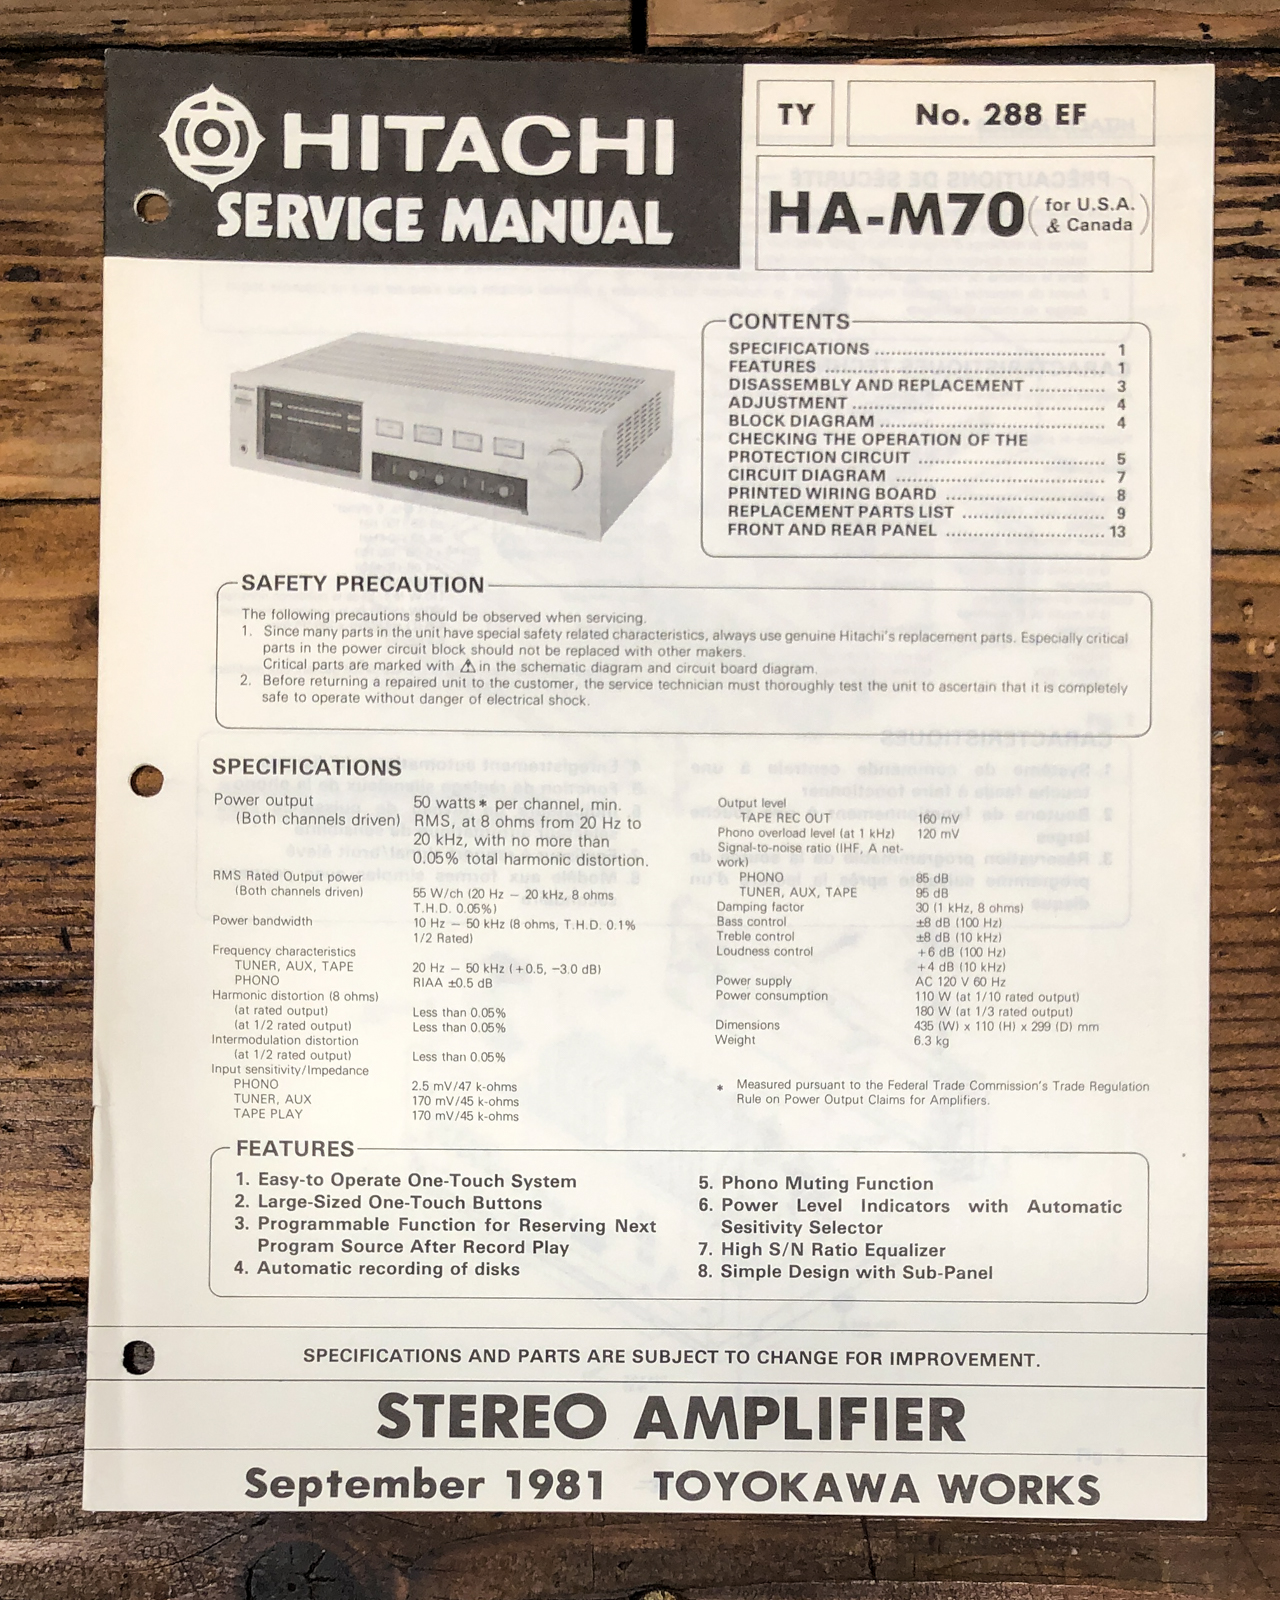 HITACHI
SERVICE MANUAL
TY
No. 288 EF
HA-M70 (for U.S.A. & Canada)
CONTENTS
SPECIFICATIONS ........................................ 1
FEATURES ................................................ 1
DISASSEMBLY AND REPLACEMENT ............. 3
ADJUSTMENT ............................................ 4
BLOCK DIAGRAM ....................................... 4
CHECKING THE OPERATION OF THE
PROTECTION CIRCUIT ................................ 5
CIRCUIT DIAGRAM .................................... 7
PRINTED WIRING BOARD ........................... 8
REPLACEMENT PARTS LIST ......................... 9
FRONT AND REAR PANEL ........................... 13
SAFETY PRECAUTION
The following precautions should be observed when servicing.
1. Since many parts in the unit have special safety related characteristics, always use genuine Hitachi's replacement parts. Especially critical
parts in the power circuit block should not be replaced with other makers.
Critical parts are marked with ⚠ in the schematic diagram and circuit board diagram.
2. Before returning a repaired unit to the customer, the service technician must thoroughly test the unit to ascertain that it is completely
safe to operate without danger of electrical shock.
SPECIFICATIONS
Power output 50 watts* per channel, min.
(Both channels driven) RMS, at 8 ohms from 20 Hz to
20 kHz, with no more than
0.05% total harmonic distortion.
RMS Rated Output power
(Both channels driven) 55 W/ch (20 Hz – 20 kHz, 8 ohms
T.H.D. 0.05%)
Power bandwidth 10 Hz – 50 kHz (8 ohms, T.H.D. 0.1%
1/2 Rated)
Frequency characteristics
TUNER, AUX, TAPE 20 Hz – 50 kHz (+0.5, –3.0 dB)
PHONO RIAA ±0.5 dB
Harmonic distortion (8 ohms)
(at rated output) Less than 0.05%
(at 1/2 rated output) Less than 0.05%
Intermodulation distortion
(at 1/2 rated output) Less than 0.05%
Input sensitivity/Impedance
PHONO 2.5 mV/47 k-ohms
TUNER, AUX 170 mV/45 k-ohms
TAPE PLAY 170 mV/45 k-ohms
Output level
TAPE REC OUT 160 mV
Phono overload level (at 1 kHz) 120 mV
Signal-to-noise ratio (IHF, A net-
work)
PHONO 85 dB
TUNER, AUX, TAPE 95 dB
Damping factor 30 (1 kHz, 8 ohms)
Bass control ±8 dB (100 Hz)
Treble control ±8 dB (10 kHz)
Loudness control +6 dB (100 Hz)
+4 dB (10 kHz)
Power supply AC 120 V 60 Hz
Power consumption 110 W (at 1/10 rated output)
180 W (at 1/3 rated output)
Dimensions 435 (W) x 110 (H) x 299 (D) mm
Weight 6.3 kg
* Measured pursuant to the Federal Trade Commission's Trade Regulation
Rule on Power Output Claims for Amplifiers.
FEATURES
1. Easy-to Operate One-Touch System
2. Large-Sized One-Touch Buttons
3. Programmable Function for Reserving Next
Program Source After Record Play
4. Automatic recording of disks
5. Phono Muting Function
6. Power Level Indicators with Automatic
Sesitivity Selector
7. High S/N Ratio Equalizer
8. Simple Design with Sub-Panel
SPECIFICATIONS AND PARTS ARE SUBJECT TO CHANGE FOR IMPROVEMENT.
STEREO AMPLIFIER
September 1981 TOYOKAWA WORKS